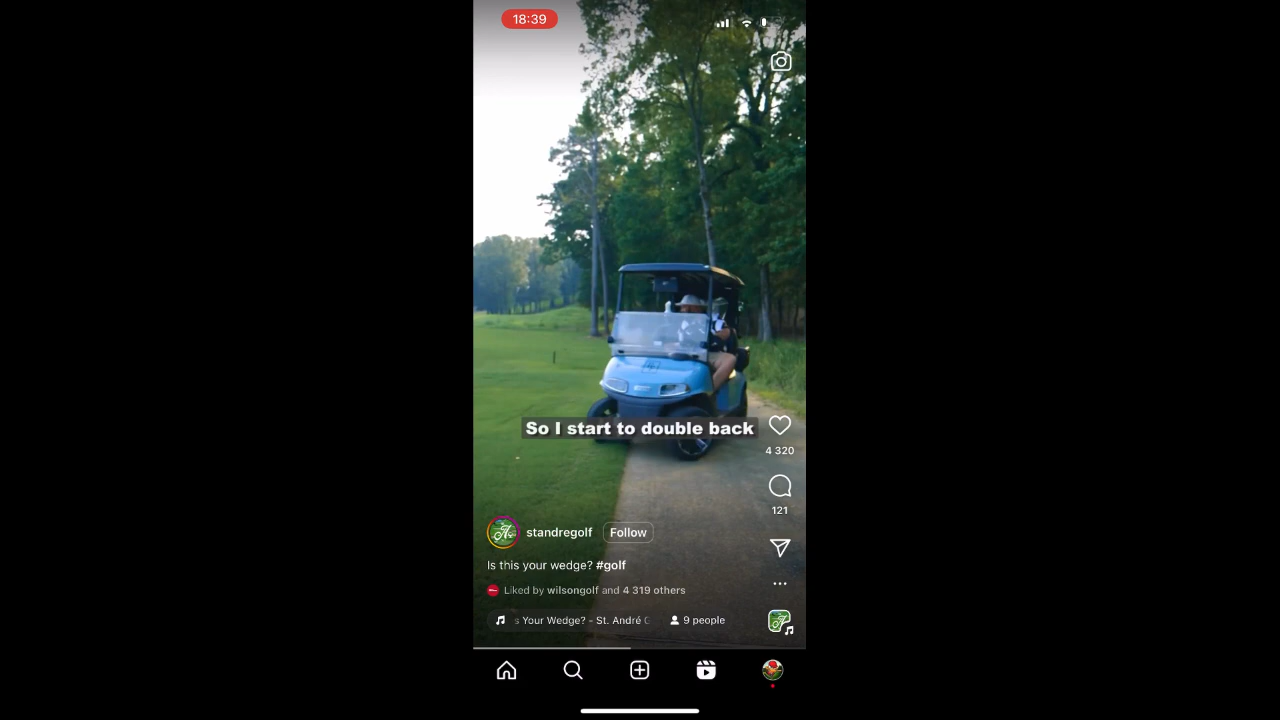 18:39
So I start to double back
4 320
121
standregolf Follow
Is this your wedge? #golf
Liked by wilsongolf and 4 319 others
s Your Wedge? - St. André 9 people